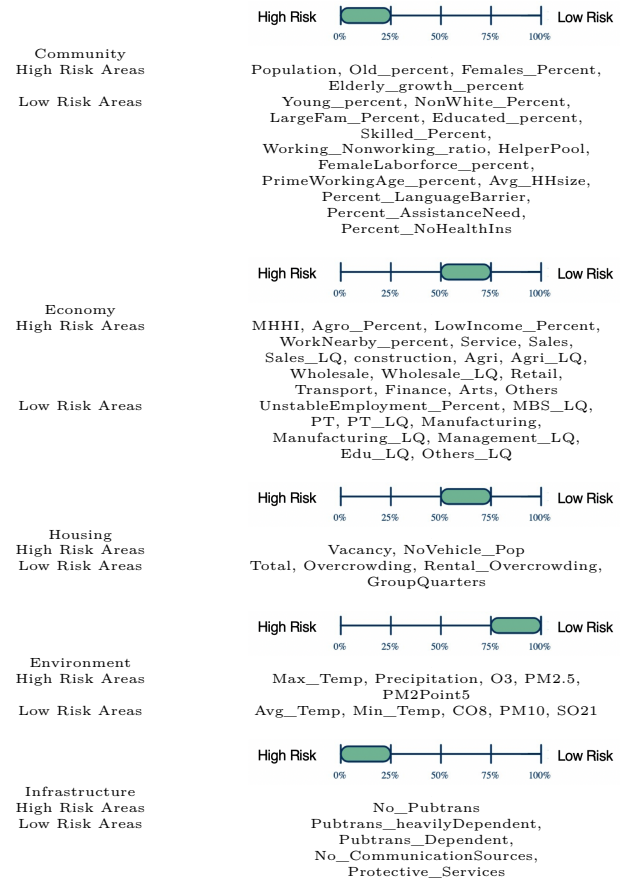 High Risk Low Risk
0% 25% 50% 75% 100%
Community
High Risk Areas Population, Old_percent, Females_Percent,
Elderly_growth_percent
Low Risk Areas Young_percent, NonWhite_Percent,
LargeFam_Percent, Educated_percent,
Skilled_Percent,
Working_Nonworking_ratio, HelperPool,
FemaleLaborforce_percent,
PrimeWorkingAge_percent, Avg_HHsize,
Percent_LanguageBarrier,
Percent_AssistanceNeed,
Percent_NoHealthIns
High Risk Low Risk
0% 25% 50% 75% 100%
Economy
High Risk Areas MHHI, Agro_Percent, LowIncome_Percent,
WorkNearby_percent, Service, Sales,
Sales_LQ, construction, Agri, Agri_LQ,
Wholesale, Wholesale_LQ, Retail,
Transport, Finance, Arts, Others
Low Risk Areas UnstableEmployment_Percent, MBS_LQ,
PT, PT_LQ, Manufacturing,
Manufacturing_LQ, Management_LQ,
Edu_LQ, Others_LQ
High Risk Low Risk
0% 25% 50% 75% 100%
Housing
High Risk Areas Vacancy, NoVehicle_Pop
Low Risk Areas Total, Overcrowding, Rental_Overcrowding,
GroupQuarters
High Risk Low Risk
0% 25% 50% 75% 100%
Environment
High Risk Areas Max_Temp, Precipitation, O3, PM2.5,
PM2Point5
Low Risk Areas Avg_Temp, Min_Temp, CO8, PM10, SO21
High Risk Low Risk
0% 25% 50% 75% 100%
Infrastructure
High Risk Areas No_Pubtrans
Low Risk Areas Pubtrans_heavilyDependent,
Pubtrans_Dependent,
No_CommunicationSources,
Protective_Services